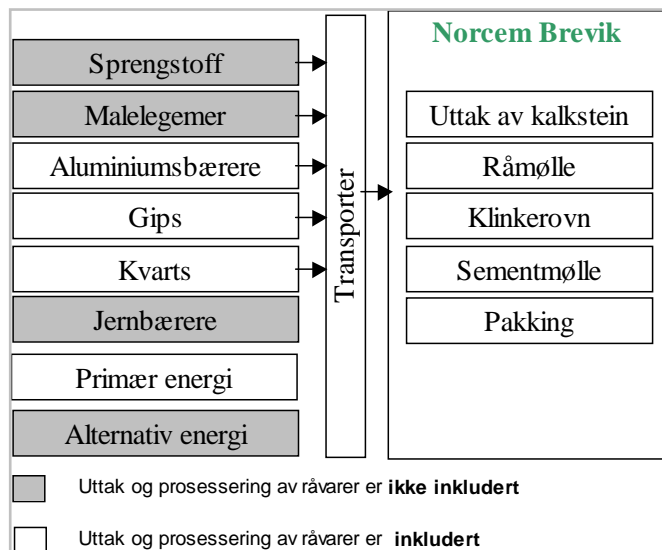 Sprengstoff
Malelegemer
Aluminiumsbærere
Gips
Kvarts
Jernbærere
Primær energi
Alternativ energi
Transporter
Norcem Brevik
Uttak av kalkstein
Råmølle
Klinkerovn
Sementmølle
Pakking
Uttak og prosessering av råvarer er ikke inkludert
Uttak og prosessering av råvarer er inkludert